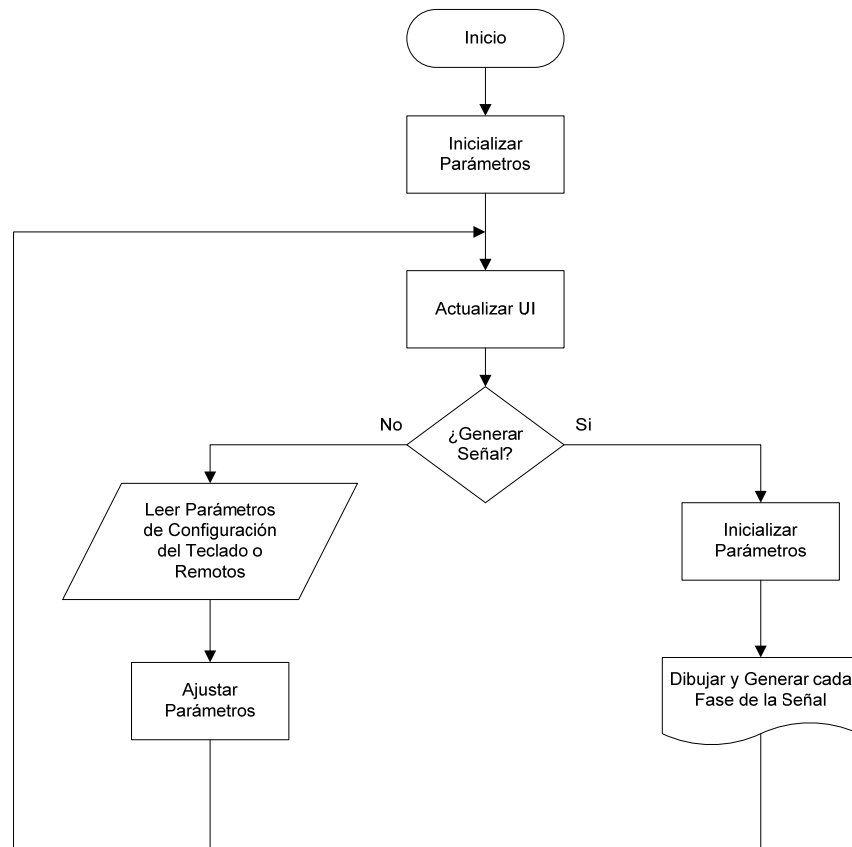 Inicio
Inicializar
Parámetros
Actualizar UI
No
¿Generar
Señal?
Si
Leer Parámetros
de Configuración
del Teclado o
Remotos
Inicializar
Parámetros
Ajustar
Parámetros
Dibujar y Generar cada
Fase de la Señal